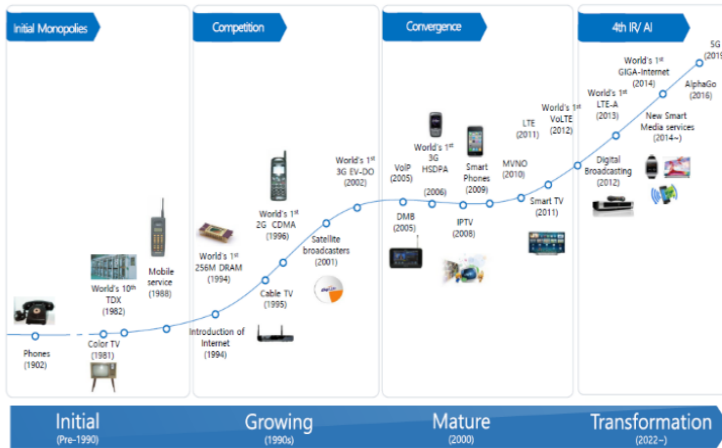 Initial Monopolies
Competition
Convergence
4th IR/ AI
Phones
(1902)
Color TV
(1981)
World's 10th
TDX
(1982)
Mobile
service
(1988)
World's 1st
256M DRAM
(1994)
Introduction of
Internet
(1994)
Cable TV
(1995)
World's 1st
2G CDMA
(1996)
Satellite
broadcasters
(2001)
World's 1st
3G EV-DO
(2002)
VoIP
(2005)
DMB
(2005)
World's 1st
3G
HSDPA
(2006)
IPTV
(2008)
Smart
Phones
(2009)
MVNO
(2010)
LTE
(2011)
Smart TV
(2011)
World's 1st
VoLTE
(2012)
Digital
Broadcasting
(2012)
World's 1st
LTE-A
(2013)
World's 1st
GIGA-Internet
(2014)
New Smart
Media services
(2014~)
AlphaGo
(2016)
5G
(2019
Initial
(Pre-1990)
Growing
(1990s)
Mature
(2000)
Transformation
(2022~)